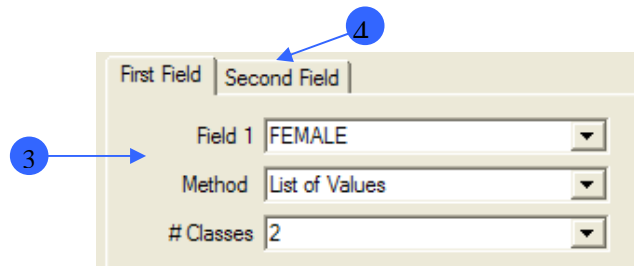 4
First Field Second Field
3
Field 1 FEMALE
Method List of Values
# Classes 2